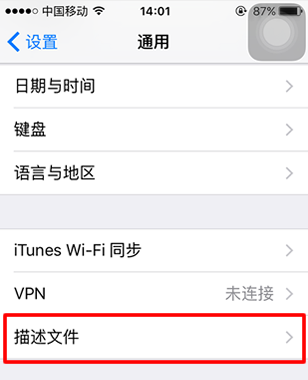 中国移动 14:01 87%
设置 通用
日期与时间
键盘
语言与地区
iTunes Wi-Fi 同步
VPN 未连接
描述文件